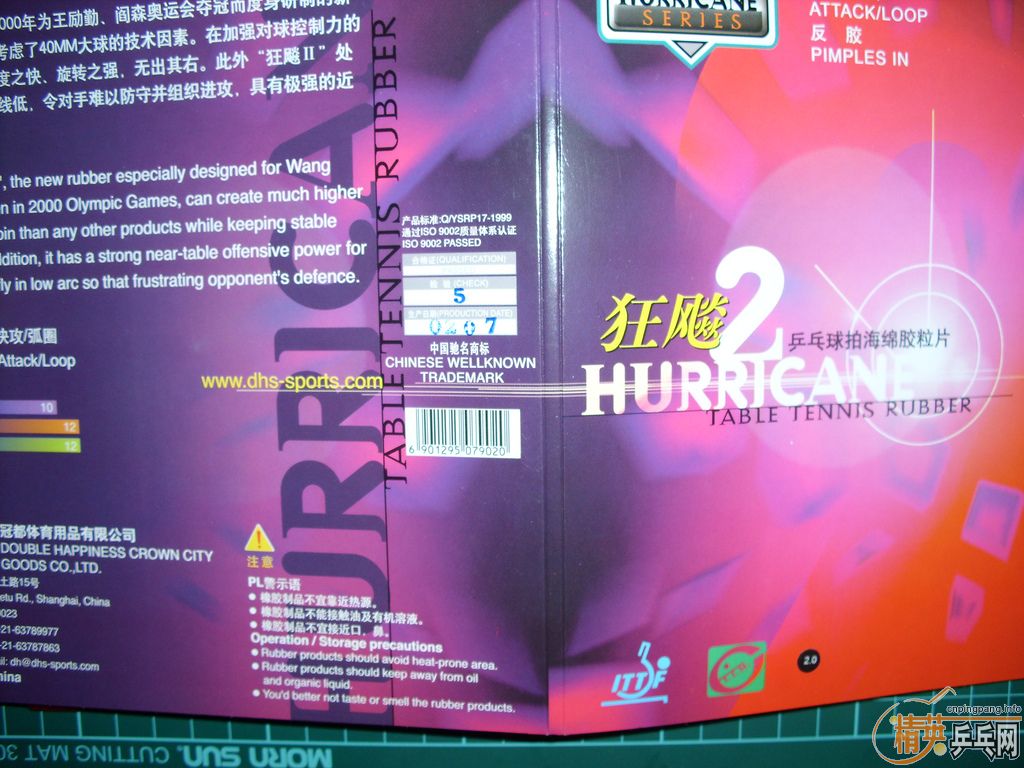 000年为王励勤、阎森奥运会夺冠而度身研制的新
考虑了40MM大球的技术因素。在加强对球控制力的
度之快、旋转之强，无出其右。此外“狂飚Ⅱ”处
线低，令对手难以防守并组织进攻，具有极强的近
", the new rubber especially designed for Wang
n in 2000 Olympic Games, can create much higher
pin than any other products while keeping stable
ddition, it has a strong near-table offensive power for
fly in low arc so that frustrating opponent's defence.
快攻/弧圈
Attack/Loop
10
12
12
www.dhs-sports.com
冠都体育用品有限公司
DOUBLE HAPPINESS CROWN CITY
GOODS CO.,LTD.
土路15号
etu Rd., Shanghai, China
023
-21-63789977
-21-63787863
il: dh@dhs-sports.com
hina
注意
PL警示语
● 橡胶制品不宜靠近热源。
● 橡胶制品不能接触油及有机溶液。
● 橡胶制品不宜接近口、鼻。
Operation / Storage precautions
● Rubber products should avoid heat-prone area.
● Rubber products should keep away from oil
and organic liquid.
● You'd better not taste or smell the rubber products.
HURRICA
TABLE TENNIS RUBBER
产品标准:Q/YSRP17-1999
通过ISO 9002质量体系认证
ISO 9002 PASSED
合格证(QUALIFICATION)
检 验 (CHECK)
5
生产日期(PRODUCTION DATE)
0207
中国驰名商标
CHINESE WELLKNOWN
TRADEMARK
6 901295 079020
HURRICANE
SERIES
ATTACK/LOOP
反 胶
PIMPLES IN
狂飚2
乒乓球拍海绵胶粒片
HURRICANE
TABLE TENNIS RUBBER
ITTF
2.0
MORN SUN. CUTTING MAT 30
cnpingpang.info
精英乒乓网